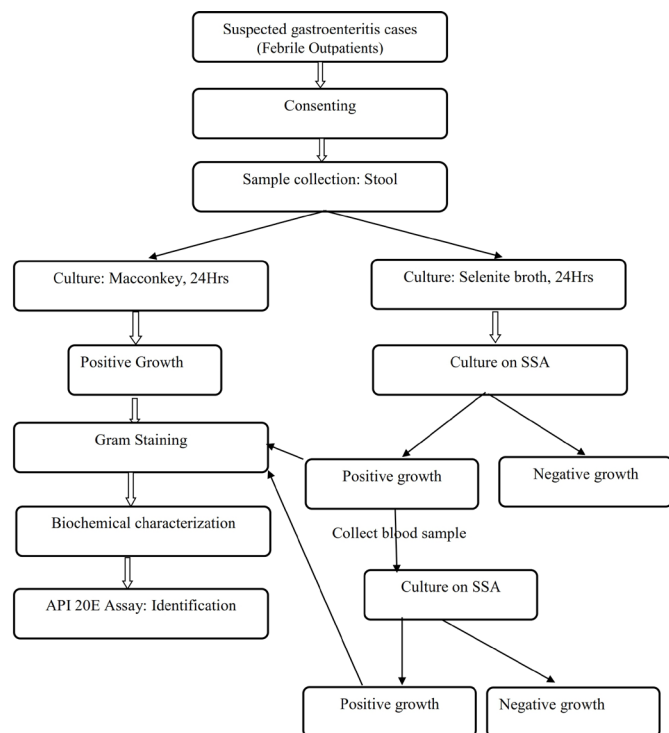 Suspected gastroenteritis cases
(Febrile Outpatients)
Consenting
Sample collection: Stool
Culture: Macconkey, 24Hrs
Culture: Selenite broth, 24Hrs
Positive Growth
Culture on SSA
Gram Staining
Positive growth
Negative growth
Biochemical characterization
Collect blood sample
Culture on SSA
API 20E Assay: Identification
Positive growth
Negative growth